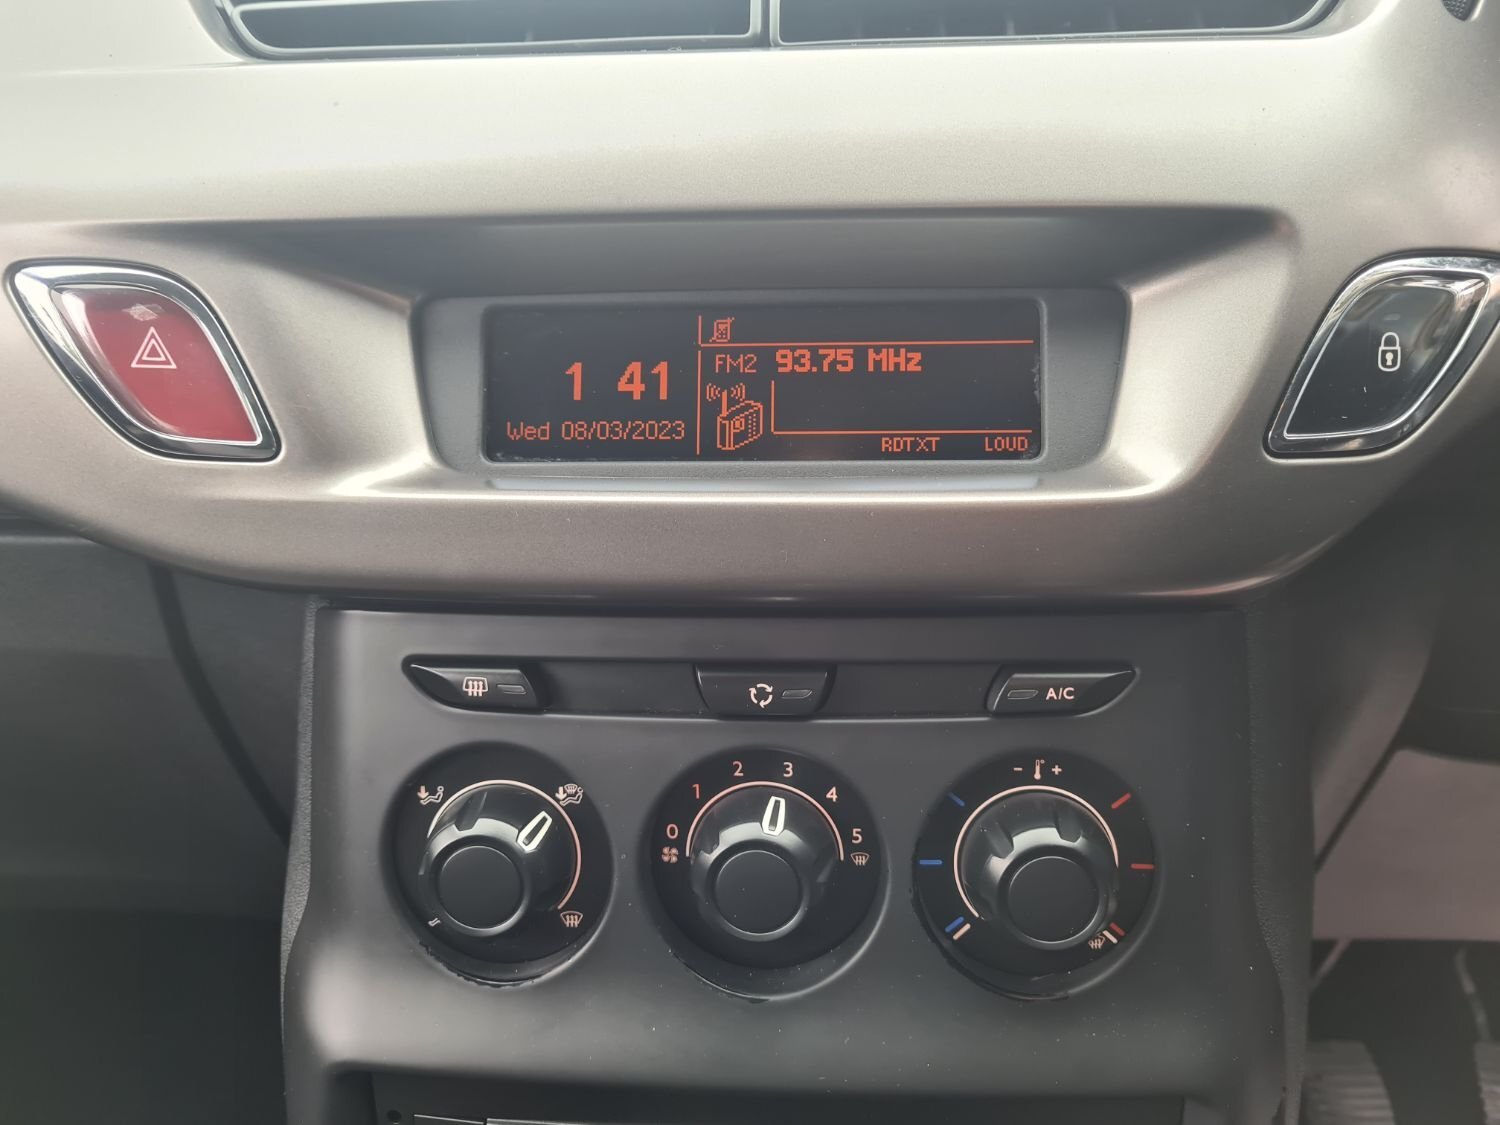 1 41
Wed 08/03/2023
FM2 93.75 MHz
RDTXT LOUD
A/C
0 1 2 3 4 5
- +